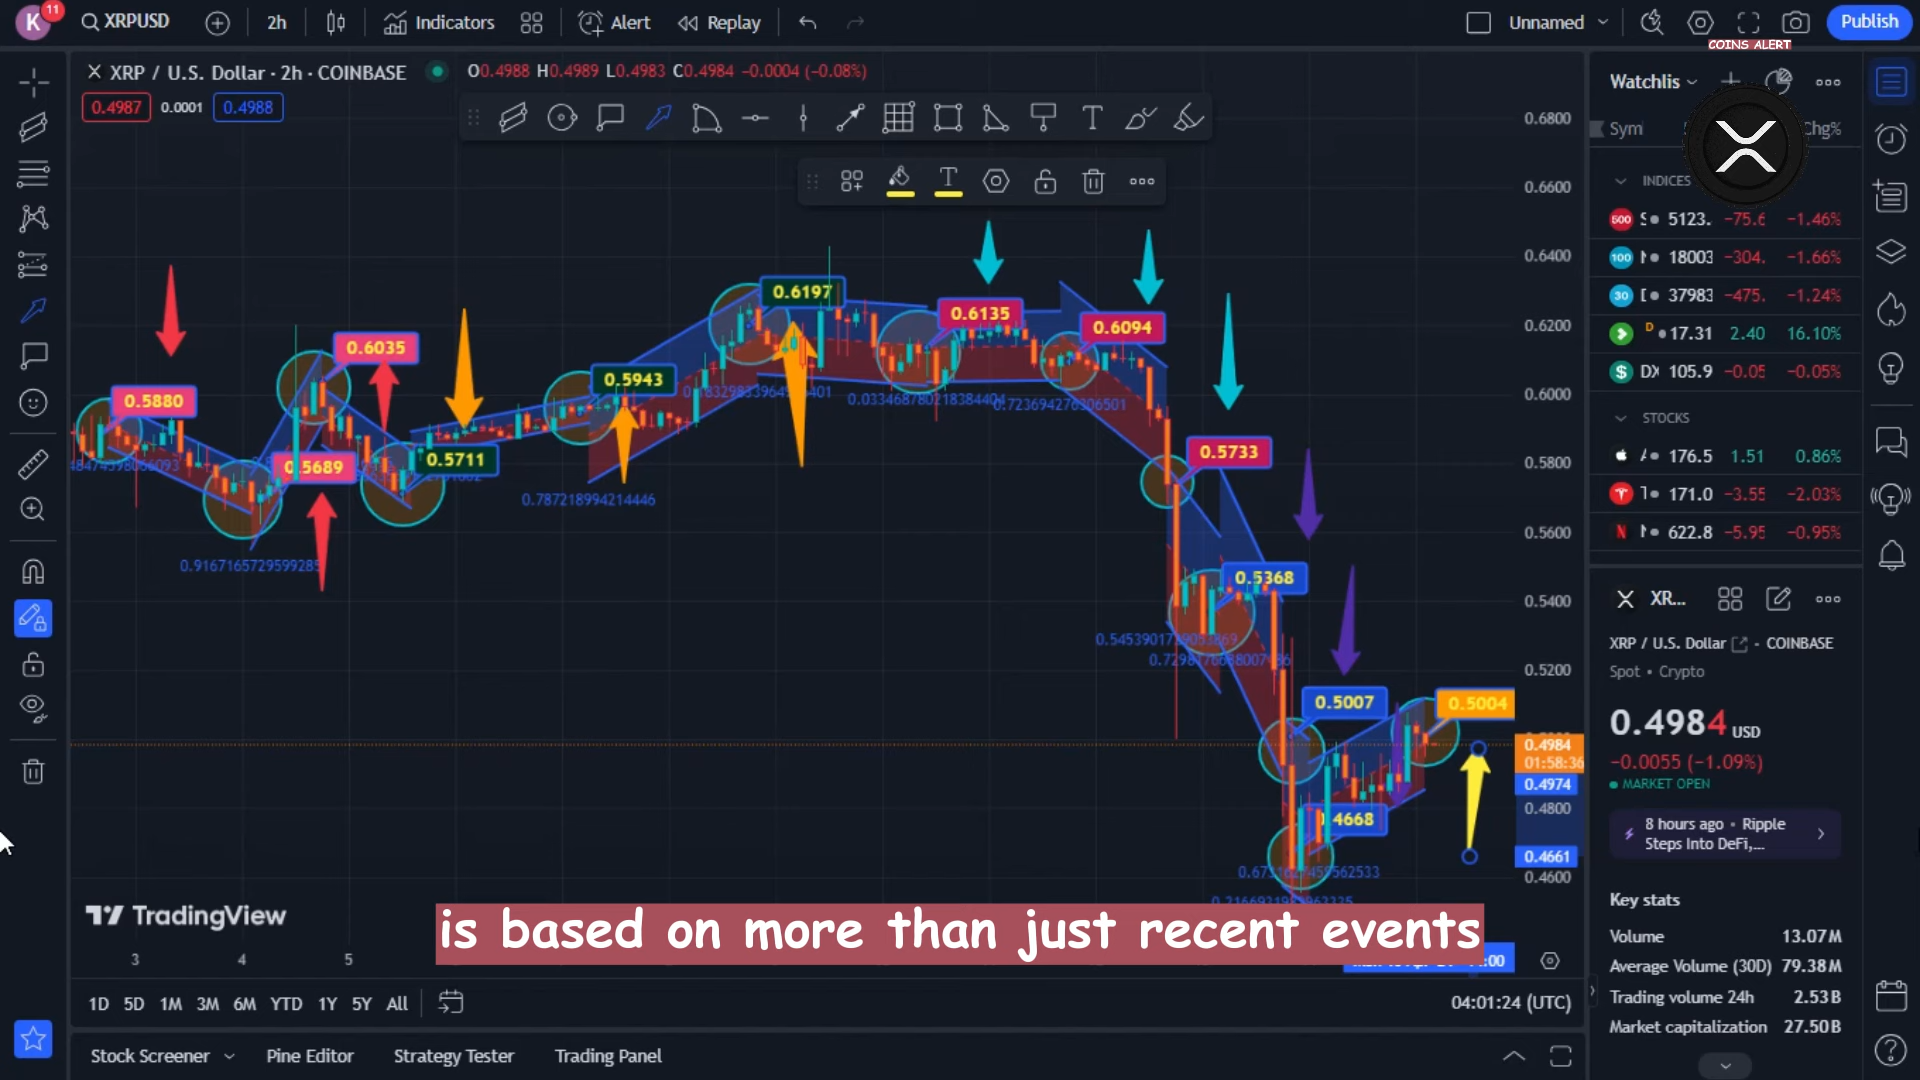 K 11 XRPUSD 2h Indicators Alert Replay Unnamed Publish
COINS ALERT
XRP / U.S. Dollar · 2h · COINBASE O0.4988 H0.4989 L0.4983 C0.4984 −0.0004 (−0.08%)
0.4987 0.0001 0.4988
0.6800
0.6600
0.6400
0.6200
0.6000
0.5800
0.5600
0.5400
0.5200
0.4984
01:58:36
0.4974
0.4800
0.4661
0.4600
0.5880
0.6035
0.5689
0.5711
0.5943
0.6197
0.6135
0.6094
0.5733
0.5368
0.5007
0.5004
4668
0.9167165729599285
0.787218994214446
0.723694276306501
TradingView
is based on more than just recent events
3 4 5
1D 5D 1M 3M 6M YTD 1Y 5Y All
04:01:24 (UTC)
Stock Screener Pine Editor Strategy Tester Trading Panel
Watchlis
Syml Chg%
INDICES
500 5123. −75.6 −1.46%
100 18003 −304. −1.66%
30 37983 −475. −1.24%
D 17.31 2.40 16.10%
DX 105.9 −0.05 −0.05%
STOCKS
176.5 1.51 0.86%
171.0 −3.55 −2.03%
622.8 −5.95 −0.95%
XR...
XRP / U.S. Dollar - COINBASE
Spot • Crypto
0.4984 USD
−0.0055 (−1.09%)
MARKET OPEN
8 hours ago • Ripple
Steps Into DeFi,...
Key stats
Volume 13.07M
Average Volume (30D) 79.38M
Trading volume 24h 2.53B
Market capitalization 27.50B